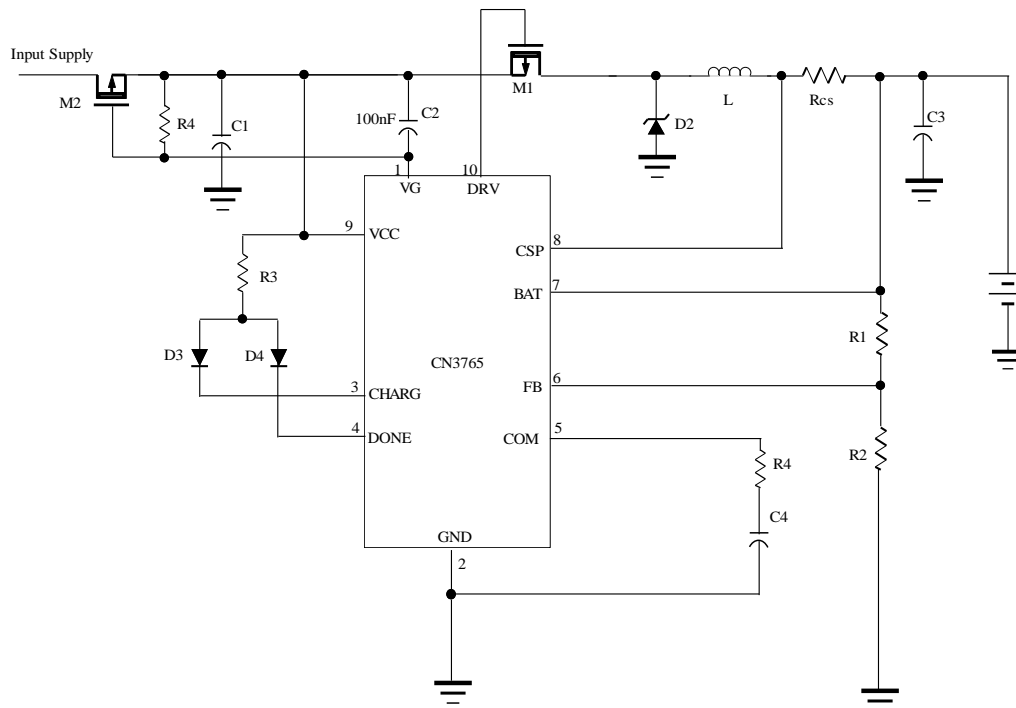 Input Supply
M2
R4
C1
100nF
C2
M1
D2
L
Rcs
C3
1
VG
10
DRV
9
VCC
8
CSP
7
BAT
R3
D3
D4
CN3765
R1
3
CHARG
6
FB
4
DONE
5
COM
R4
R2
C4
GND
2